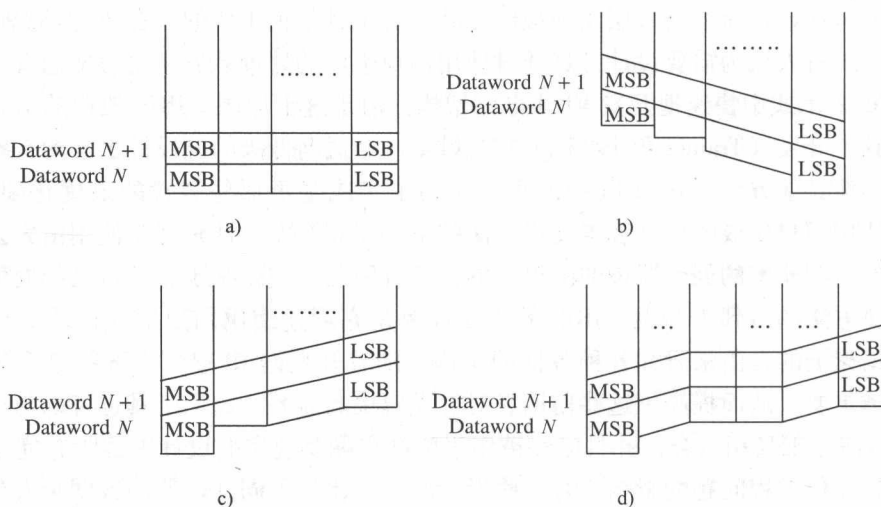 ........
Dataword N + 1
Dataword N
MSB
LSB
MSB
LSB
a)
........
Dataword N + 1
Dataword N
MSB
MSB
LSB
LSB
b)
........
Dataword N + 1
Dataword N
LSB
MSB
LSB
MSB
c)
... ... ...
Dataword N + 1
Dataword N
LSB
MSB
LSB
MSB
d)